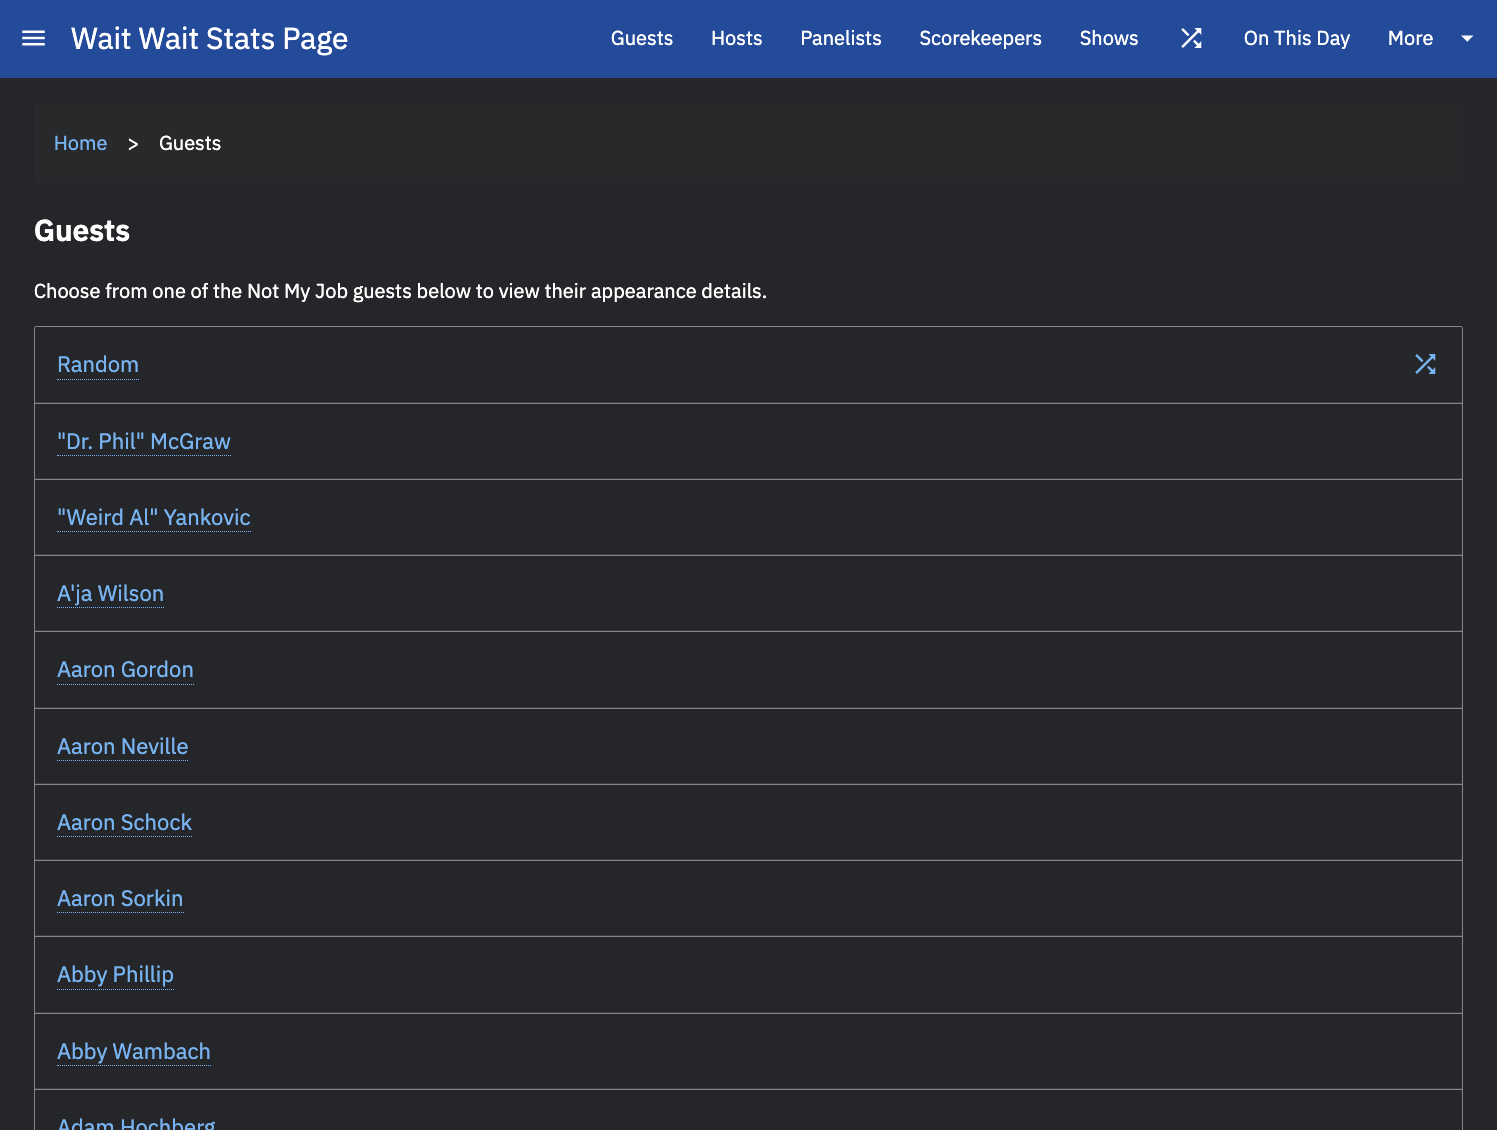 Wait Wait Stats Page
Guests Hosts Panelists Scorekeepers Shows On This Day More
Home > Guests
Guests
Choose from one of the Not My Job guests below to view their appearance details.
Random
"Dr. Phil" McGraw
"Weird Al" Yankovic
A'ja Wilson
Aaron Gordon
Aaron Neville
Aaron Schock
Aaron Sorkin
Abby Phillip
Abby Wambach
Adam Hochberg